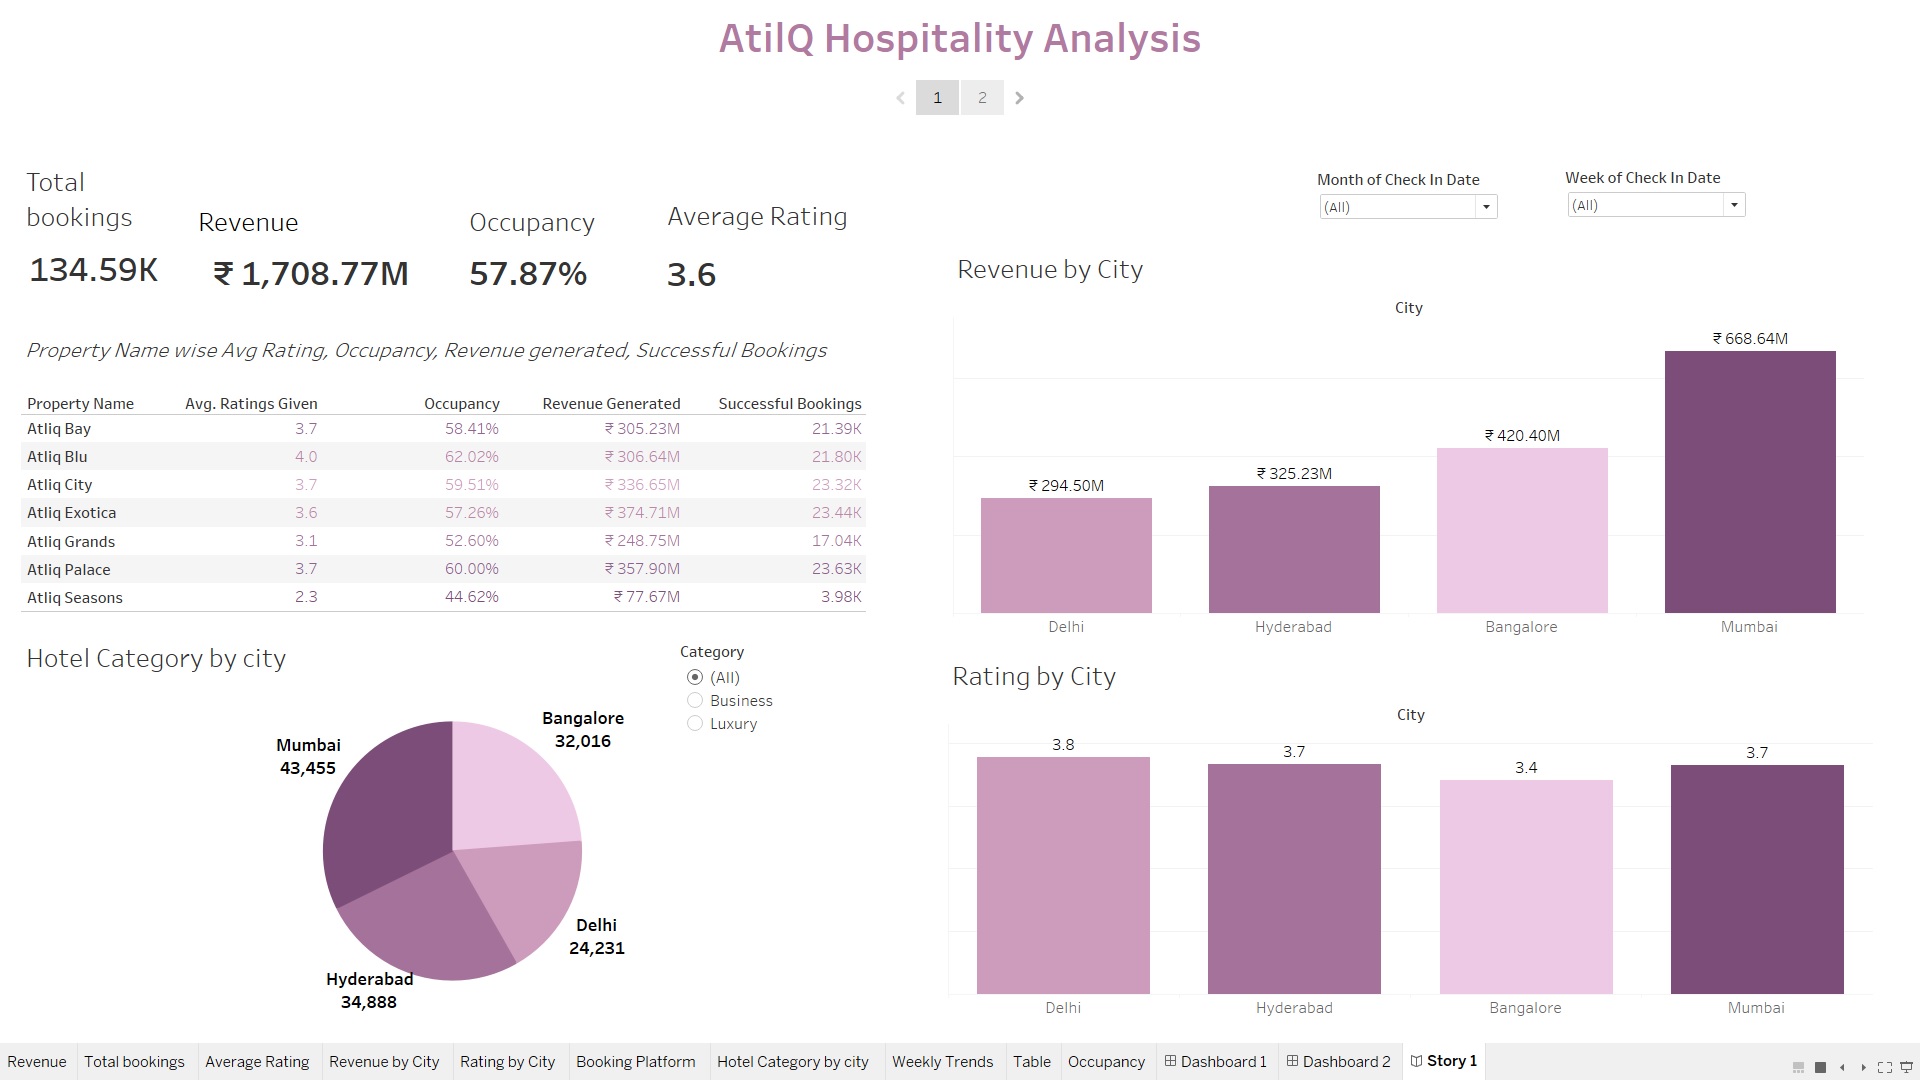 AtilQ Hospitality Analysis
1 2
Total
bookings
134.59K
Revenue
₹ 1,708.77M
Occupancy
57.87%
Average Rating
3.6
Month of Check In Date
(All)
Week of Check In Date
(All)
Property Name wise Avg Rating, Occupancy, Revenue generated, Successful Bookings
Property Name Avg. Ratings Given Occupancy Revenue Generated Successful Bookings
Atliq Bay 3.7 58.41% ₹ 305.23M 21.39K
Atliq Blu 4.0 62.02% ₹ 306.64M 21.80K
Atliq City 3.7 59.51% ₹ 336.65M 23.32K
Atliq Exotica 3.6 57.26% ₹ 374.71M 23.44K
Atliq Grands 3.1 52.60% ₹ 248.75M 17.04K
Atliq Palace 3.7 60.00% ₹ 357.90M 23.63K
Atliq Seasons 2.3 44.62% ₹ 77.67M 3.98K
Revenue by City
City
₹ 294.50M ₹ 325.23M ₹ 420.40M ₹ 668.64M
Delhi Hyderabad Bangalore Mumbai
Hotel Category by city
Category
(All)
Business
Luxury
Bangalore
32,016
Mumbai
43,455
Delhi
24,231
Hyderabad
34,888
Rating by City
City
3.8 3.7 3.4 3.7
Delhi Hyderabad Bangalore Mumbai
Revenue Total bookings Average Rating Revenue by City Rating by City Booking Platform Hotel Category by city Weekly Trends Table Occupancy Dashboard 1 Dashboard 2 Story 1